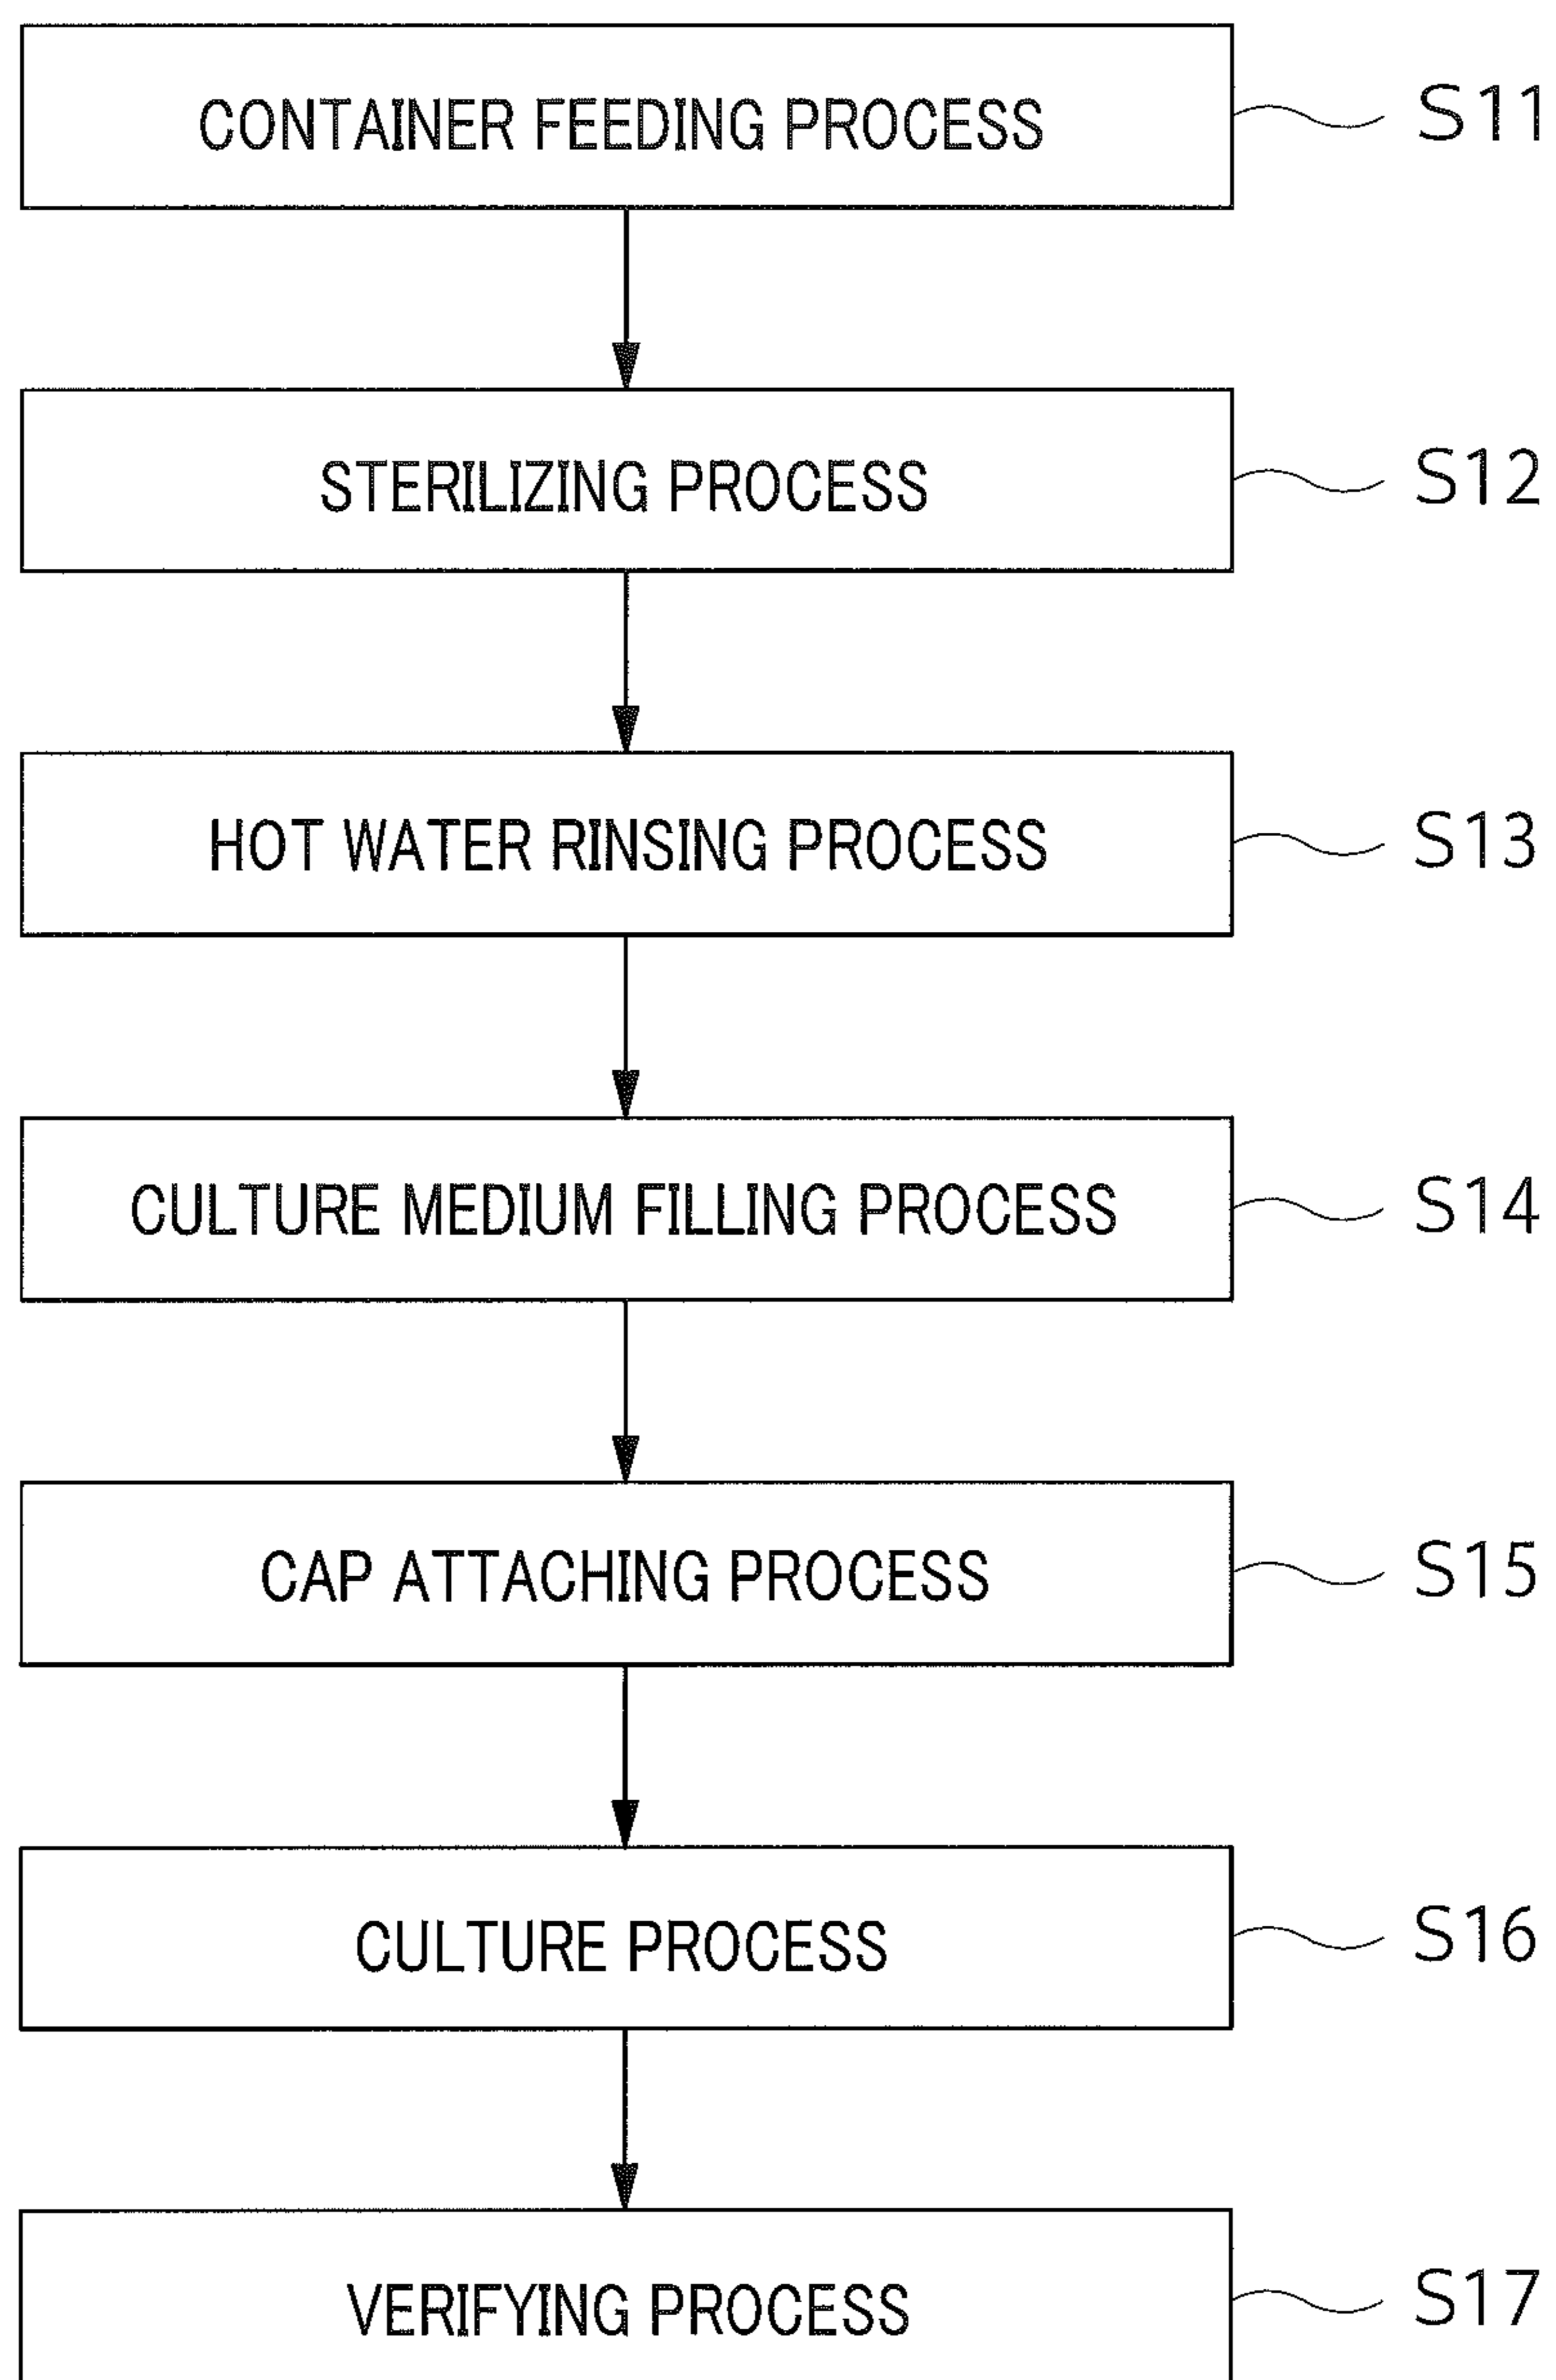 CONTAINER FEEDING PROCESS S11
STERILIZING PROCESS S12
HOT WATER RINSING PROCESS S13
CULTURE MEDIUM FILLING PROCESS S14
CAP ATTACHING PROCESS S15
CULTURE PROCESS S16
VERIFYING PROCESS S17